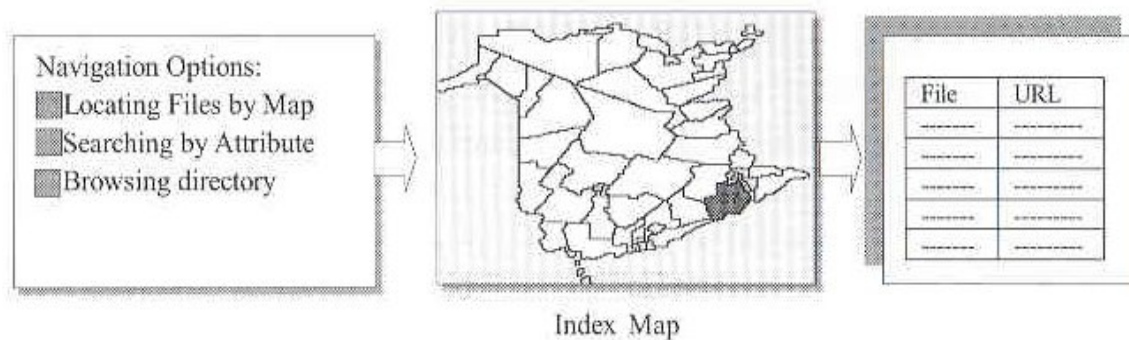 Navigation Options:
Locating Files by Map
Searching by Attribute
Browsing directory
File URL
------- ---------
------- ---------
------- ---------
------- ---------
------- ---------
Index Map